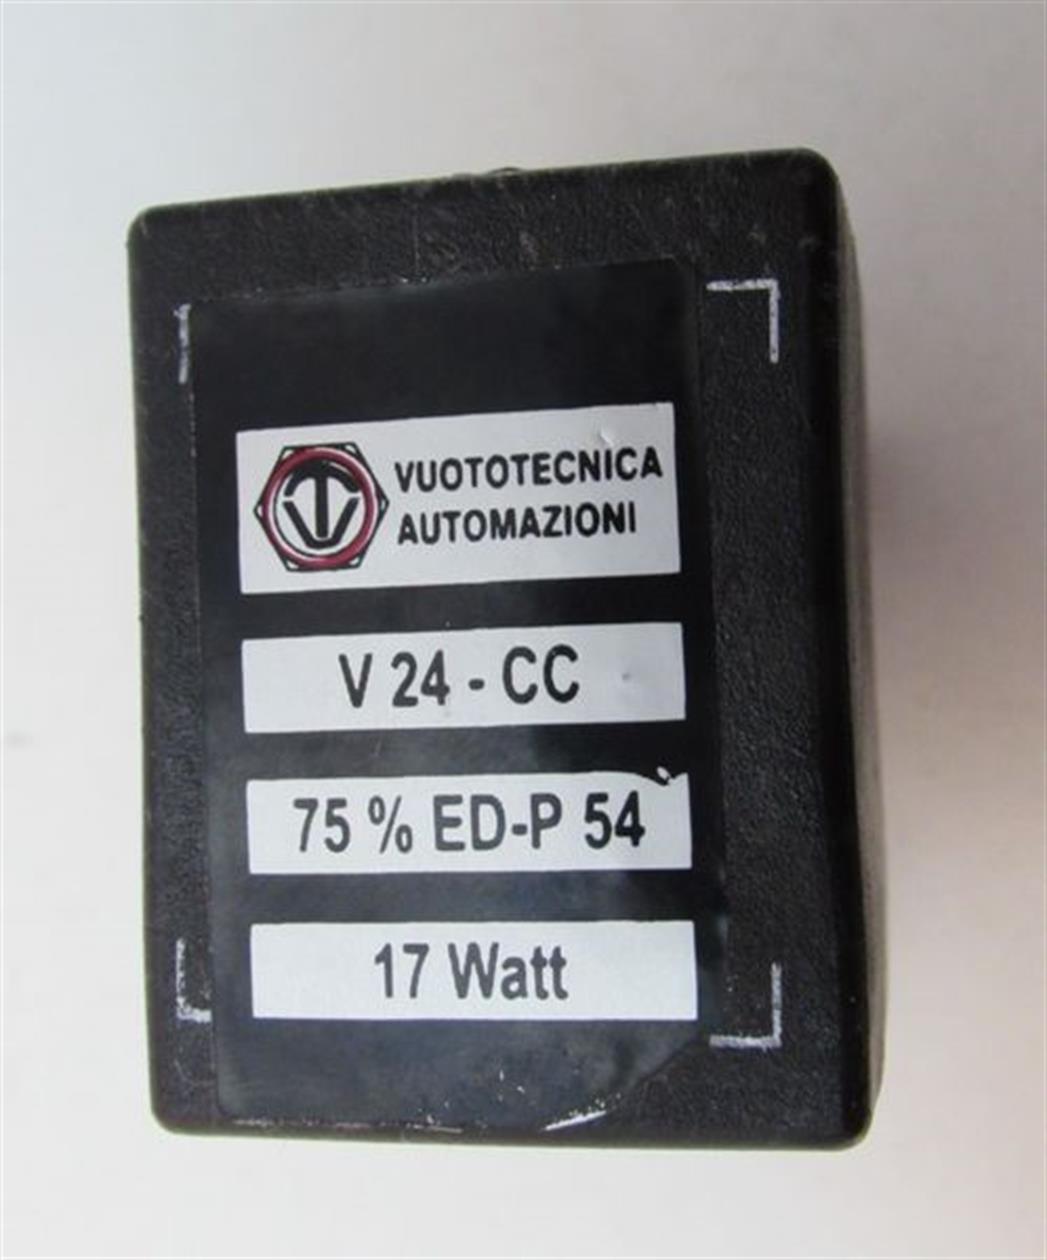 VUOTOTECNICA
AUTOMAZIONI
V 24 - CC
75 % ED-P 54
17 Watt